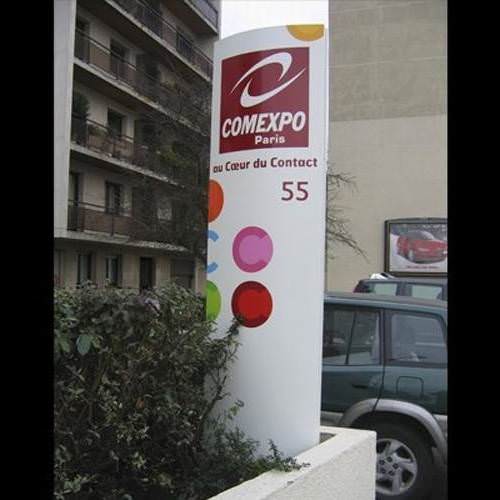 COMEXPO
Paris
au Cœur du Contact
55